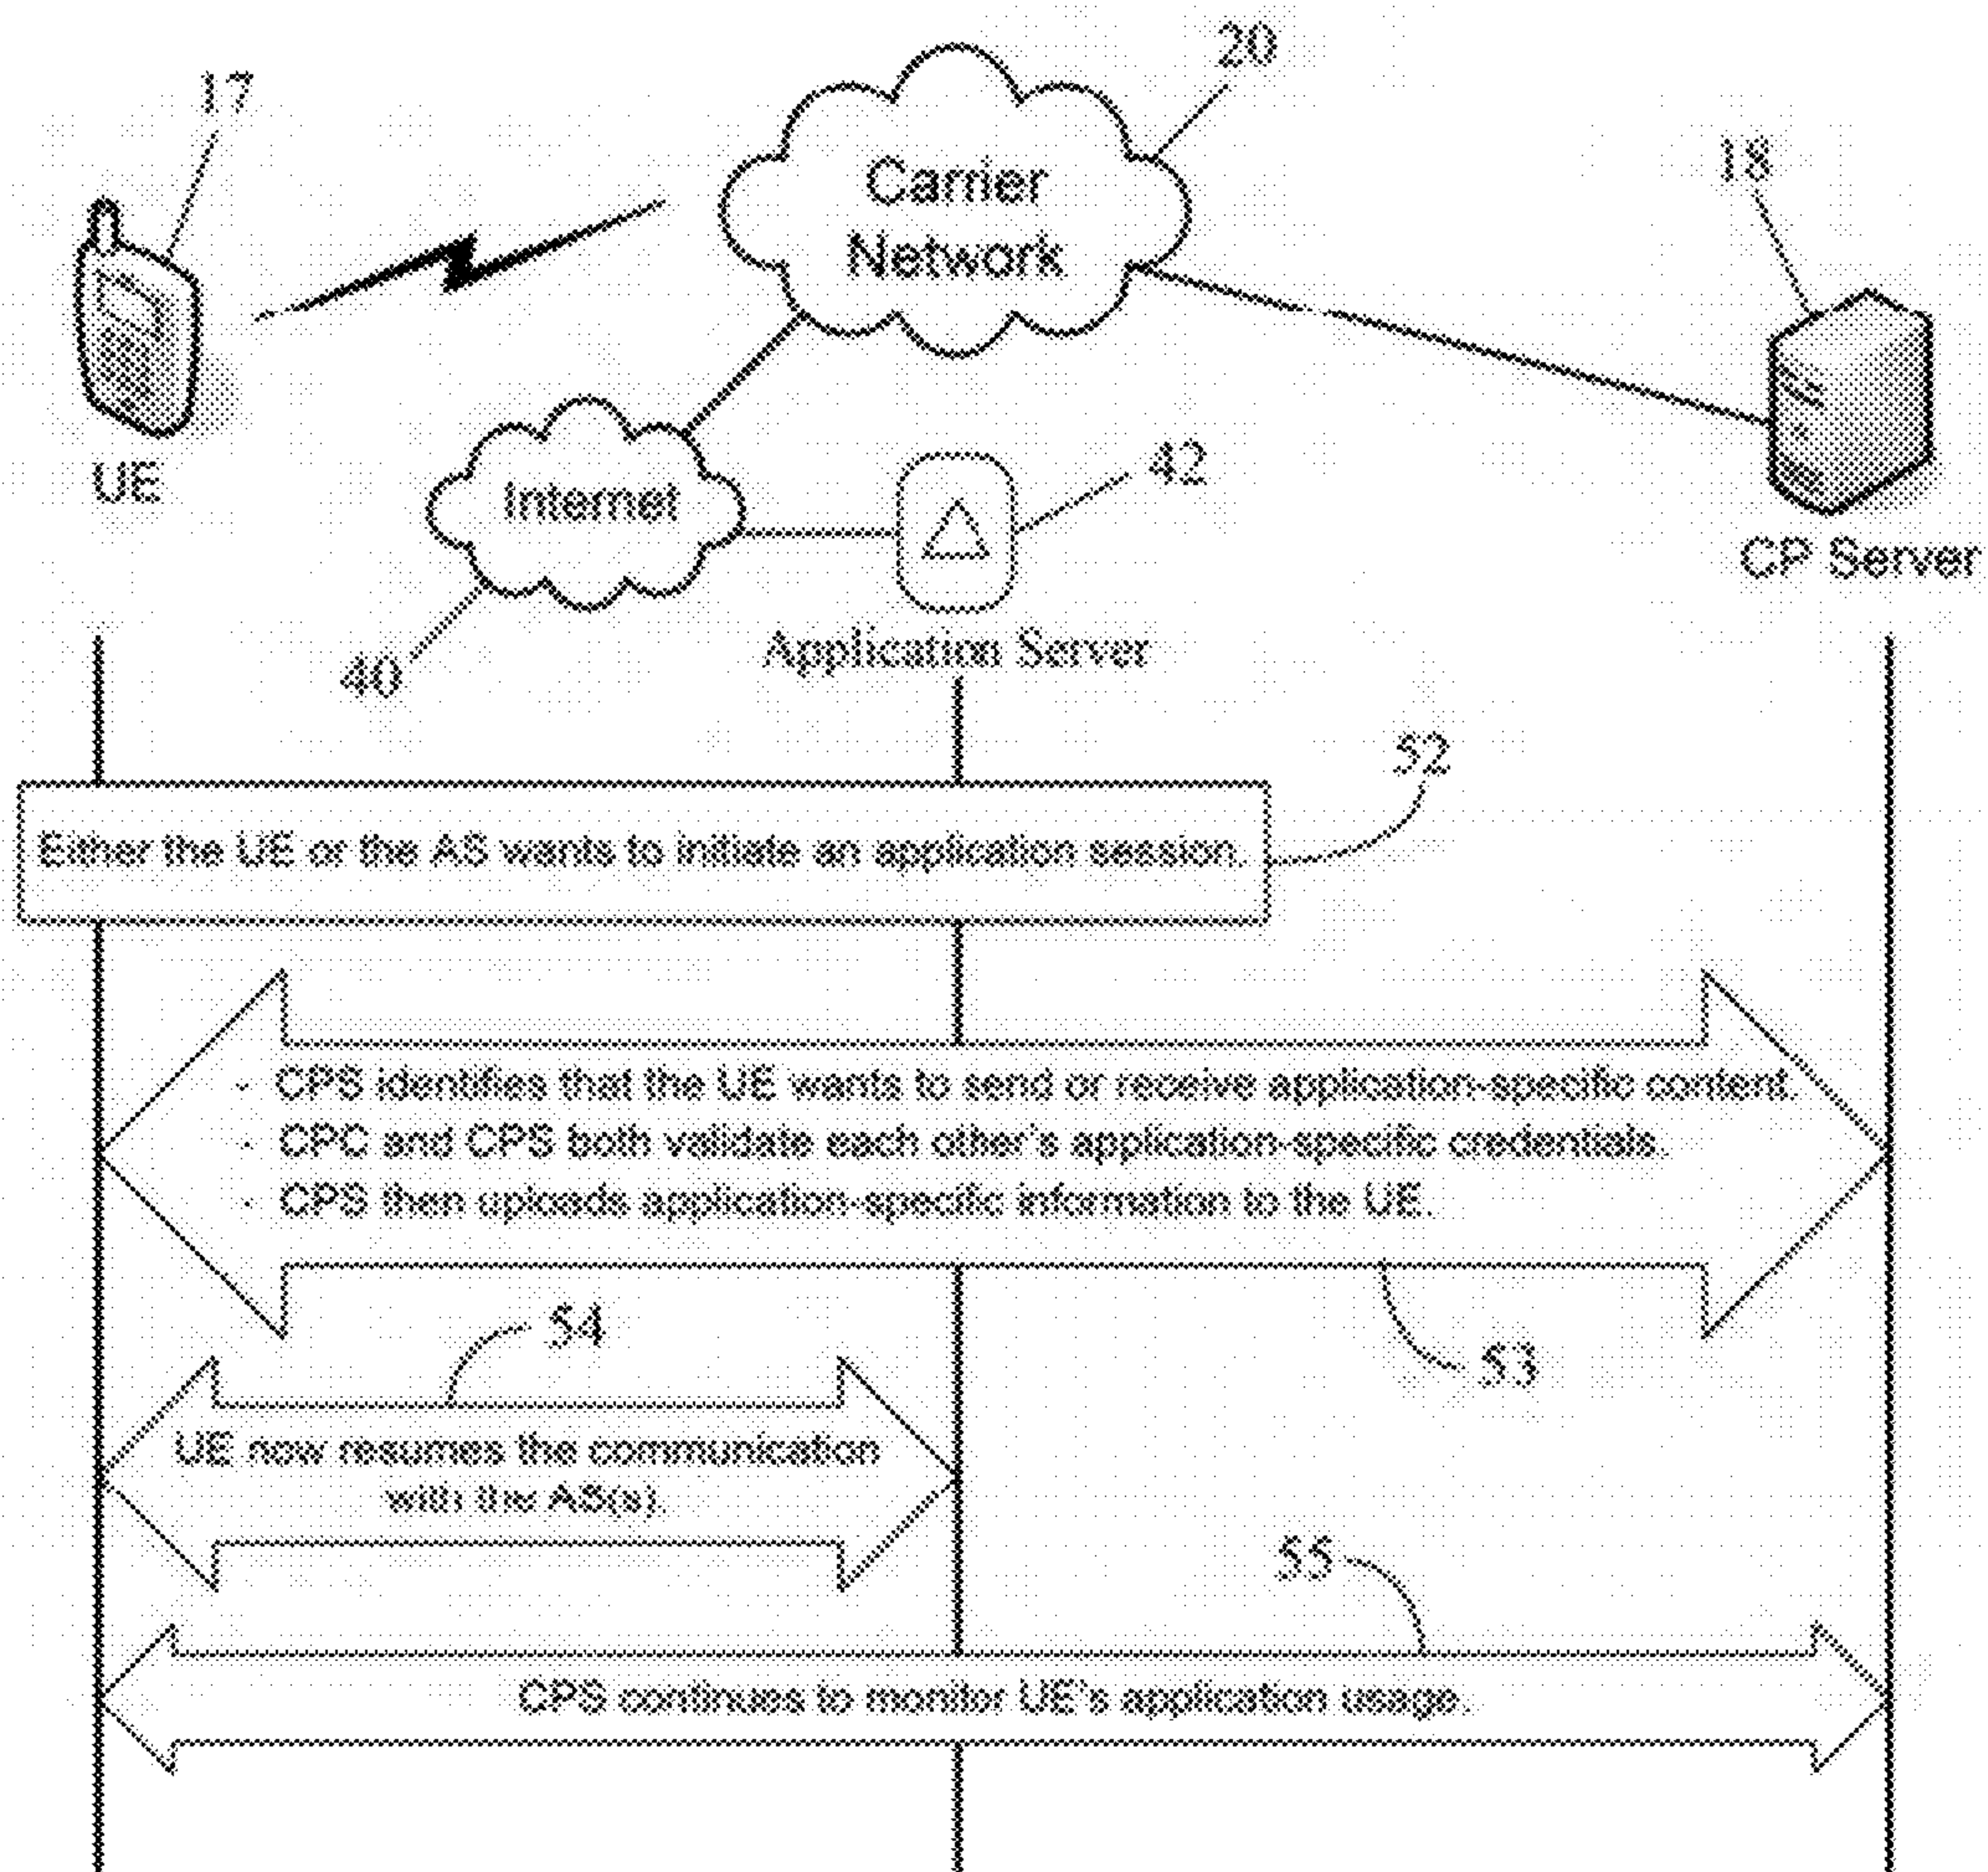 20
17
18
Carrier
Network
42
Internet
UE
CP Server
Application Server
40
52
Either the UE or the AS wants to initiate an application session.
· CPS identifies that the UE wants to send or receive application-specific content.
· CPC and CPS both validate each other's application-specific credentials.
· CPS then uploads application-specific information to the UE.
54
53
UE now resumes the communication
with the AS(s).
55
CPS continues to monitor UE's application usage.